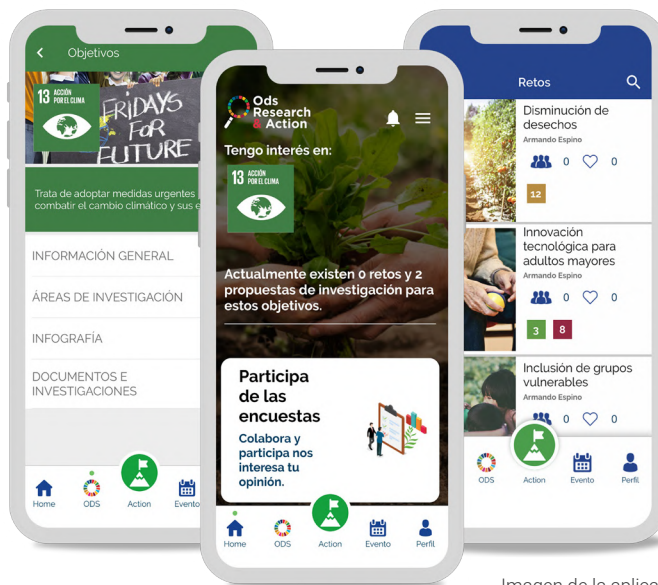 Objetivos
13 ACCIÓN
POR EL CLIMA
FRIDAYS
FOR
FUTURE
Trata de adoptar medidas urgentes
combatir el cambio climático y sus
INFORMACIÓN GENERAL
ÁREAS DE INVESTIGACIÓN
INFOGRAFÍA
DOCUMENTOS E
INVESTIGACIONES
Home
ODS
Action
Evento
Ods
Research
& Action
Tengo interés en:
13 ACCIÓN
POR EL CLIMA
Actualmente existen 0 retos y 2
propuestas de investigación para
estos objetivos.
Participa
de las
encuestas
Colabora y
participa nos
interesa tu
opinión.
Home
ODS
Action
Evento
Perfil
Retos
Disminución de
desechos
Armando Espino
0
0
12
Innovación
tecnológica para
adultos mayores
Armando Espino
0
0
3
8
Inclusión de grupos
vulnerables
Armando Espino
0
0
ODS
Action
Evento
Perfil